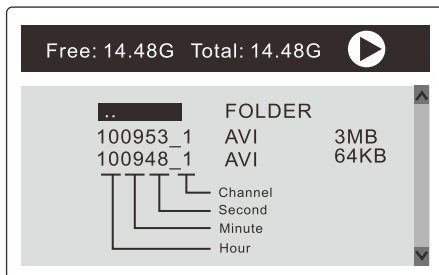 Free: 14.48G Total: 14.48G
.. FOLDER
100953_1 AVI 3MB
100948_1 AVI 64KB
Channel
Second
Minute
Hour